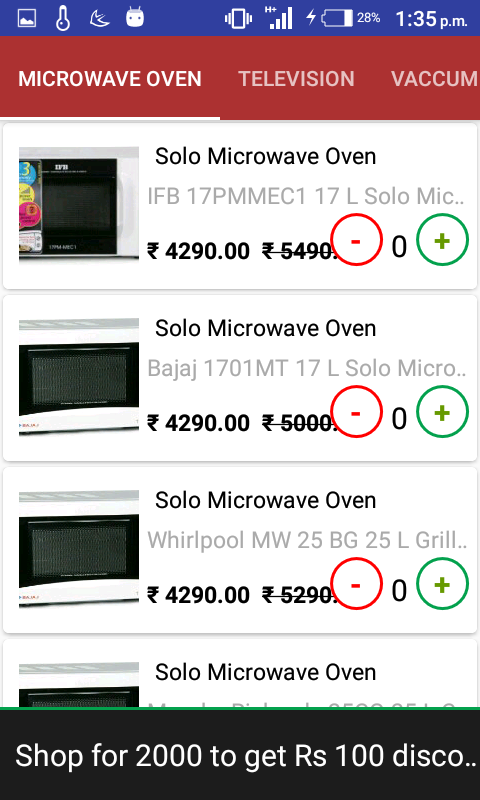 H+ 28% 1:35 p.m.
MICROWAVE OVEN TELEVISION VACCUM
Solo Microwave Oven
IFB 17PMMEC1 17 L Solo Mic..
₹ 4290.00 ₹ 5490. - 0 +
IFB
17PM-MEC1
Solo Microwave Oven
Bajaj 1701MT 17 L Solo Micro..
₹ 4290.00 ₹ 5000. - 0 +
BAJAJ
Solo Microwave Oven
Whirlpool MW 25 BG 25 L Grill..
₹ 4290.00 ₹ 5290. - 0 +
BAJAJ
Solo Microwave Oven
Shop for 2000 to get Rs 100 disco..